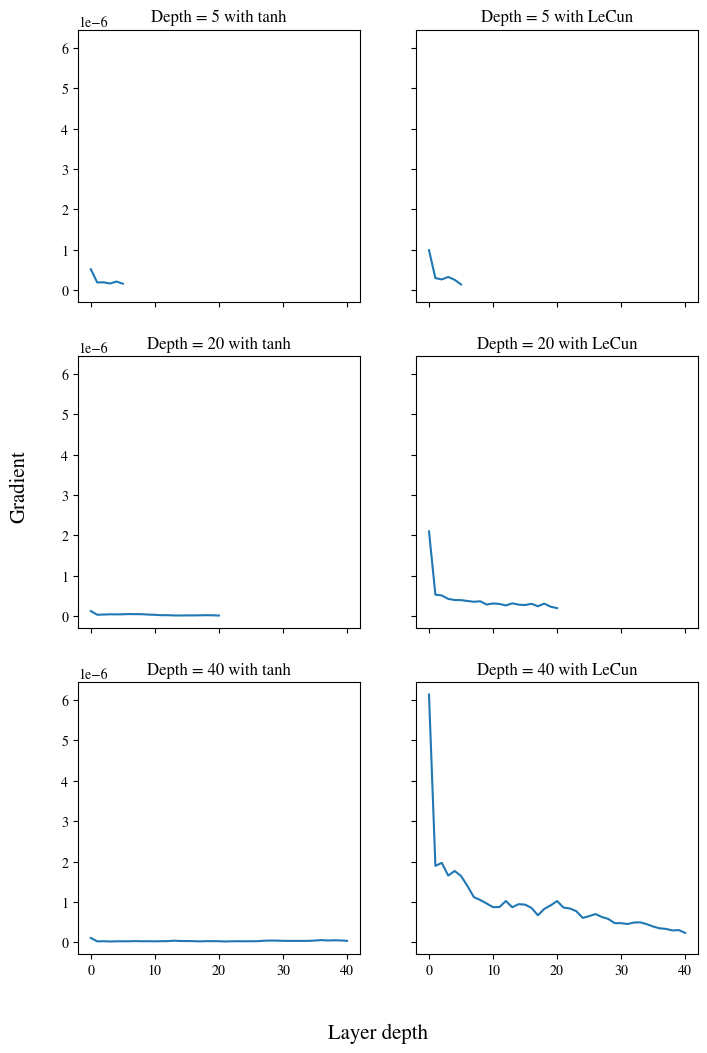 Depth = 5 with tanh
Depth = 5 with LeCun
1e−6
6
5
4
3
2
1
0
Depth = 20 with tanh
Depth = 20 with LeCun
1e−6
6
5
4
3
2
1
0
Gradient
Depth = 40 with tanh
Depth = 40 with LeCun
1e−6
6
5
4
3
2
1
0
0 10 20 30 40
0 10 20 30 40
Layer depth